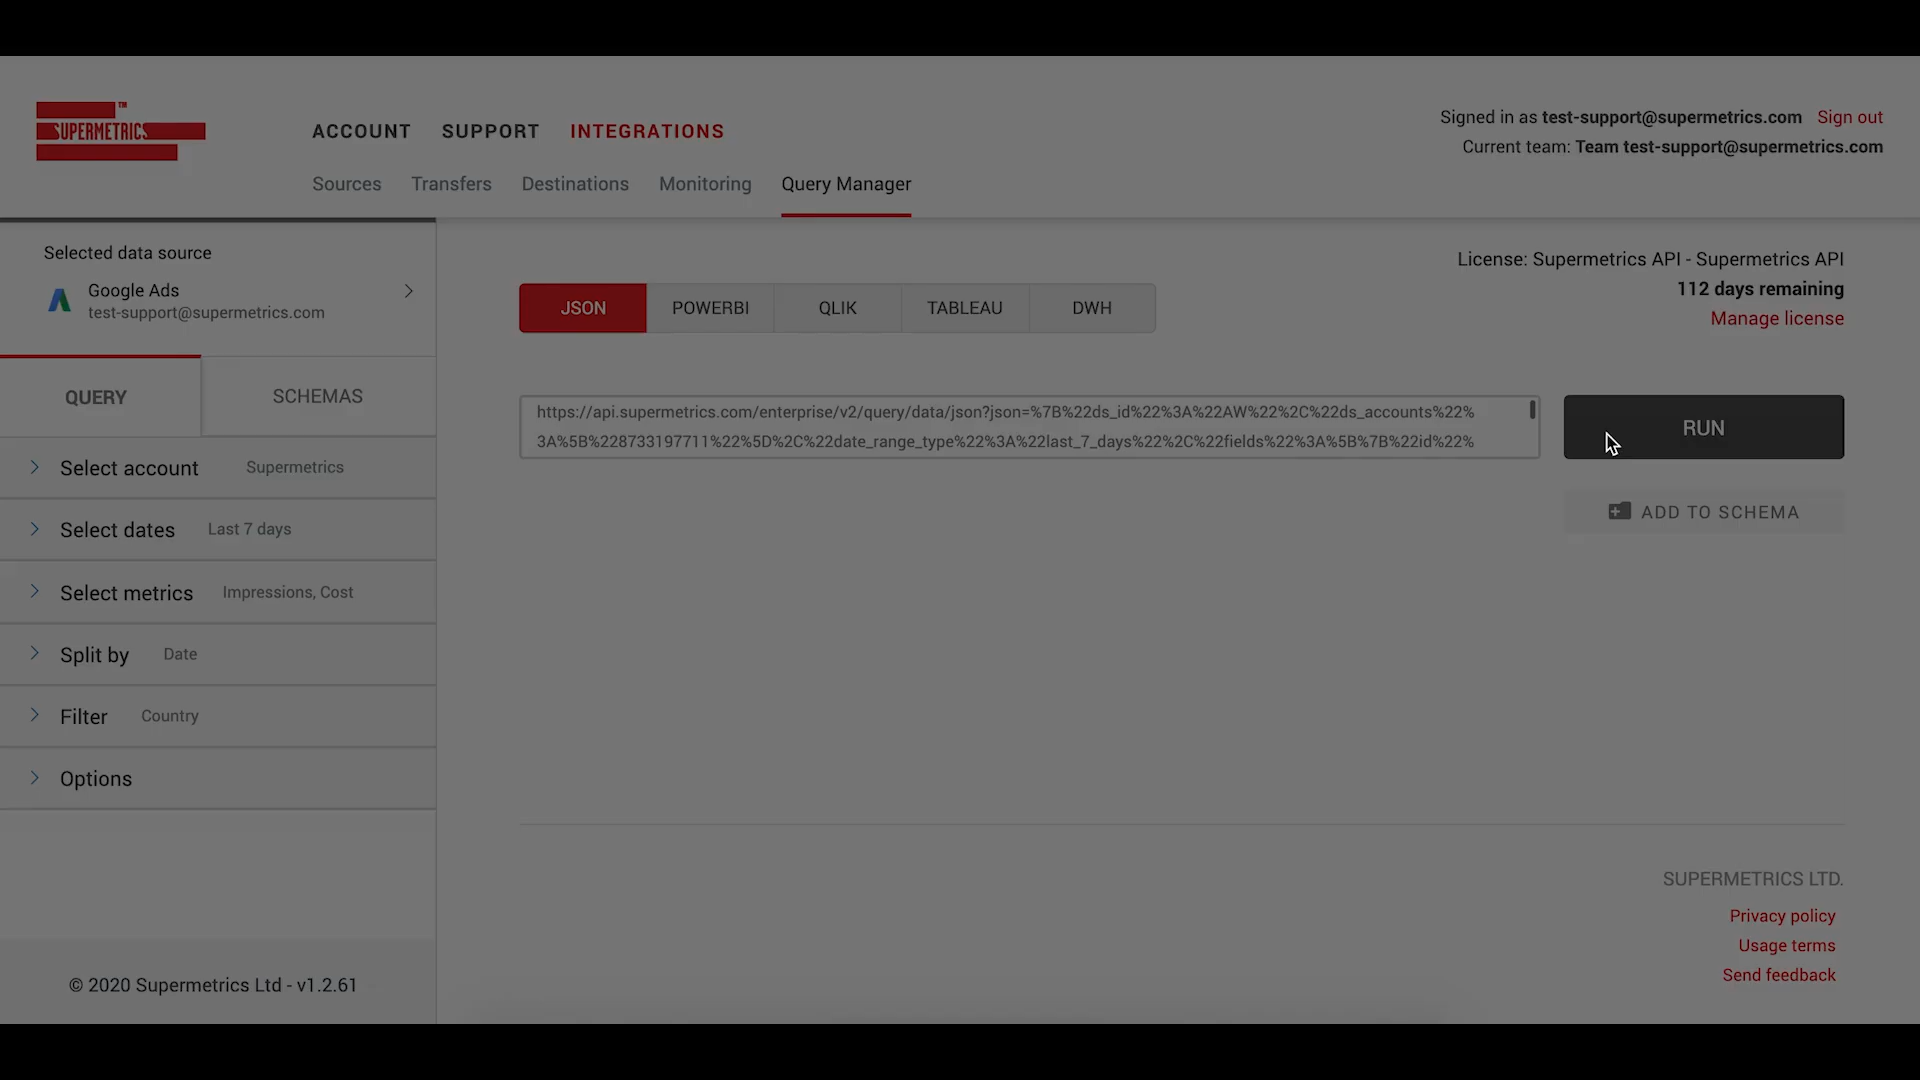 SUPERMETRICS™
ACCOUNT SUPPORT INTEGRATIONS
Signed in as test-support@supermetrics.com Sign out
Current team: Team test-support@supermetrics.com
Sources Transfers Destinations Monitoring Query Manager
Selected data source
Google Ads
test-support@supermetrics.com
QUERY SCHEMAS
Select account Supermetrics
Select dates Last 7 days
Select metrics Impressions, Cost
Split by Date
Filter Country
Options
© 2020 Supermetrics Ltd - v1.2.61
License: Supermetrics API - Supermetrics API
112 days remaining
Manage license
JSON POWERBI QLIK TABLEAU DWH
https://api.supermetrics.com/enterprise/v2/query/data/json?json=%7B%22ds_id%22%3A%22AW%22%2C%22ds_accounts%22%
3A%5B%228733197711%22%5D%2C%22date_range_type%22%3A%22last_7_days%22%2C%22fields%22%3A%5B%7B%22id%22%
RUN
ADD TO SCHEMA
SUPERMETRICS LTD.
Privacy policy
Usage terms
Send feedback